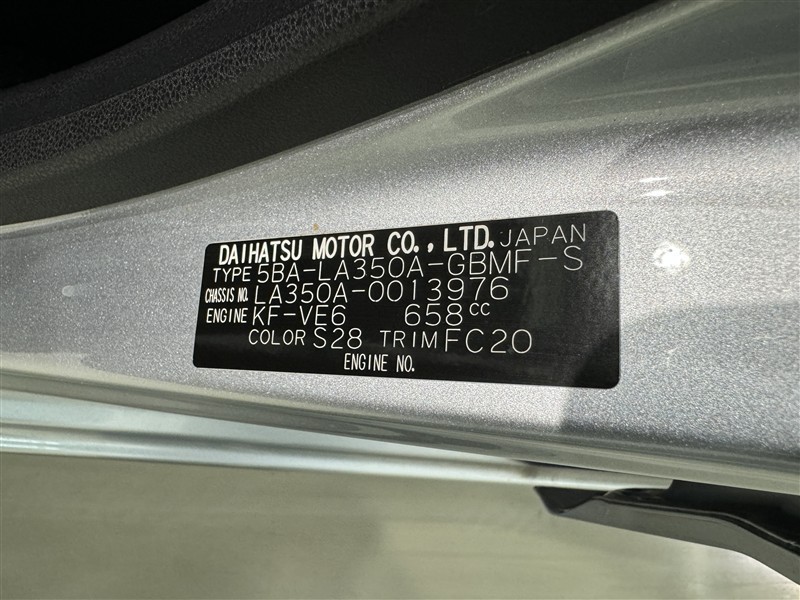 DAIHATSU MOTOR CO., LTD. JAPAN
TYPE 5BA-LA350A-GBMF-S
CHASSIS NO. LA350A-0013976
ENGINE KF-VE6 658cc
COLOR S28 TRIM FC20
ENGINE NO.